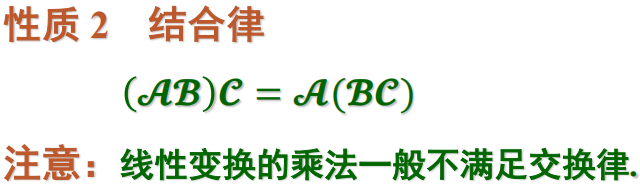 性质 2 结合律
(𝓐𝓑)𝓒 = 𝓐(𝓑𝓒)
注意：线性变换的乘法一般不满足交换律.